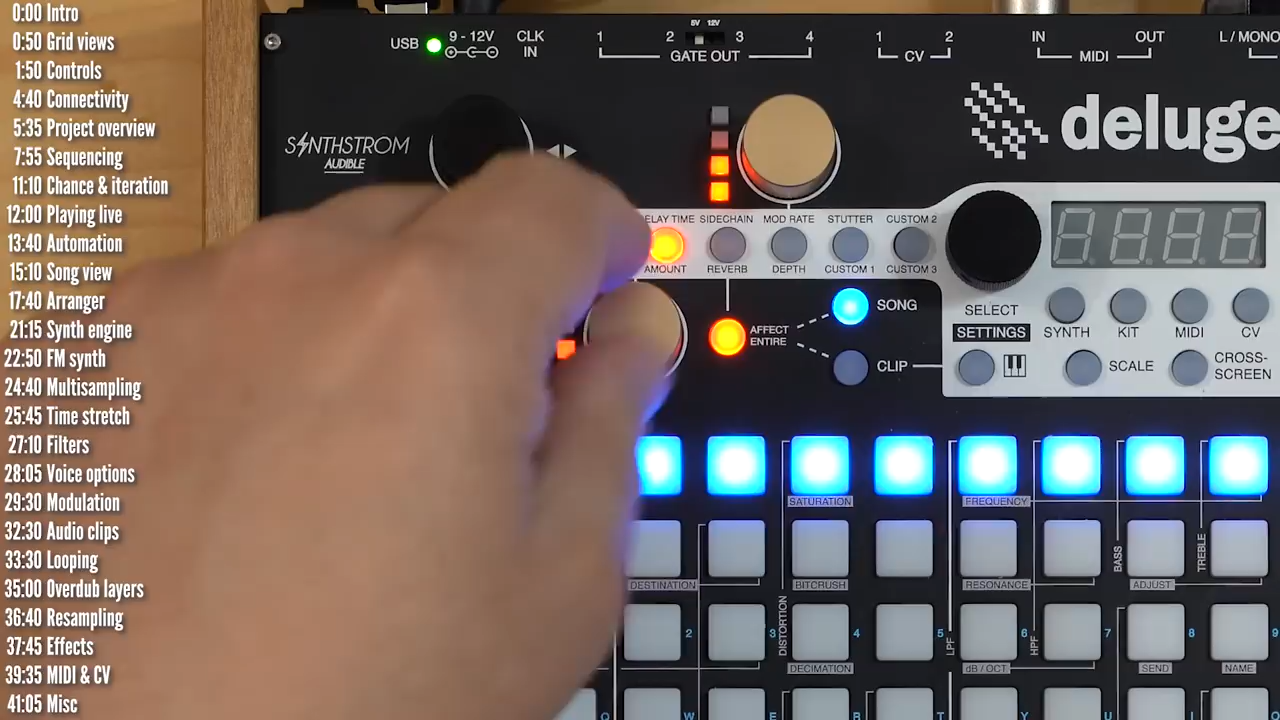 0:00 Intro
0:50 Grid views
1:50 Controls
4:40 Connectivity
5:35 Project overview
7:55 Sequencing
11:10 Chance & iteration
12:00 Playing live
13:40 Automation
15:10 Song view
17:40 Arranger
21:15 Synth engine
22:50 FM synth
24:40 Multisampling
25:45 Time stretch
27:10 Filters
28:05 Voice options
29:30 Modulation
32:30 Audio clips
33:30 Looping
35:00 Overdub layers
36:40 Resampling
37:45 Effects
39:35 MIDI & CV
41:05 Misc
5V 12V
USB 9 - 12V CLK IN 1 2 3 4 1 2 IN OUT L / MONO
GATE OUT CV MIDI
SYNTHSTROM
AUDIBLE
deluge
ELAY TIME SIDECHAIN MOD RATE STUTTER CUSTOM 2
AMOUNT REVERB DEPTH CUSTOM 1 CUSTOM 3
AFFECT
ENTIRE
SONG
CLIP
SELECT
SETTINGS
SYNTH KIT MIDI CV
SCALE
CROSS-
SCREEN
SATURATION FREQUENCY
BASS
TREBLE
DESTINATION BITCRUSH RESONANCE ADJUST
DISTORTION
LPF
HPF
2 3 4 5 6 7 8 9
DECIMATION dB / OCT. SEND NAME
Q W E R T Y U I